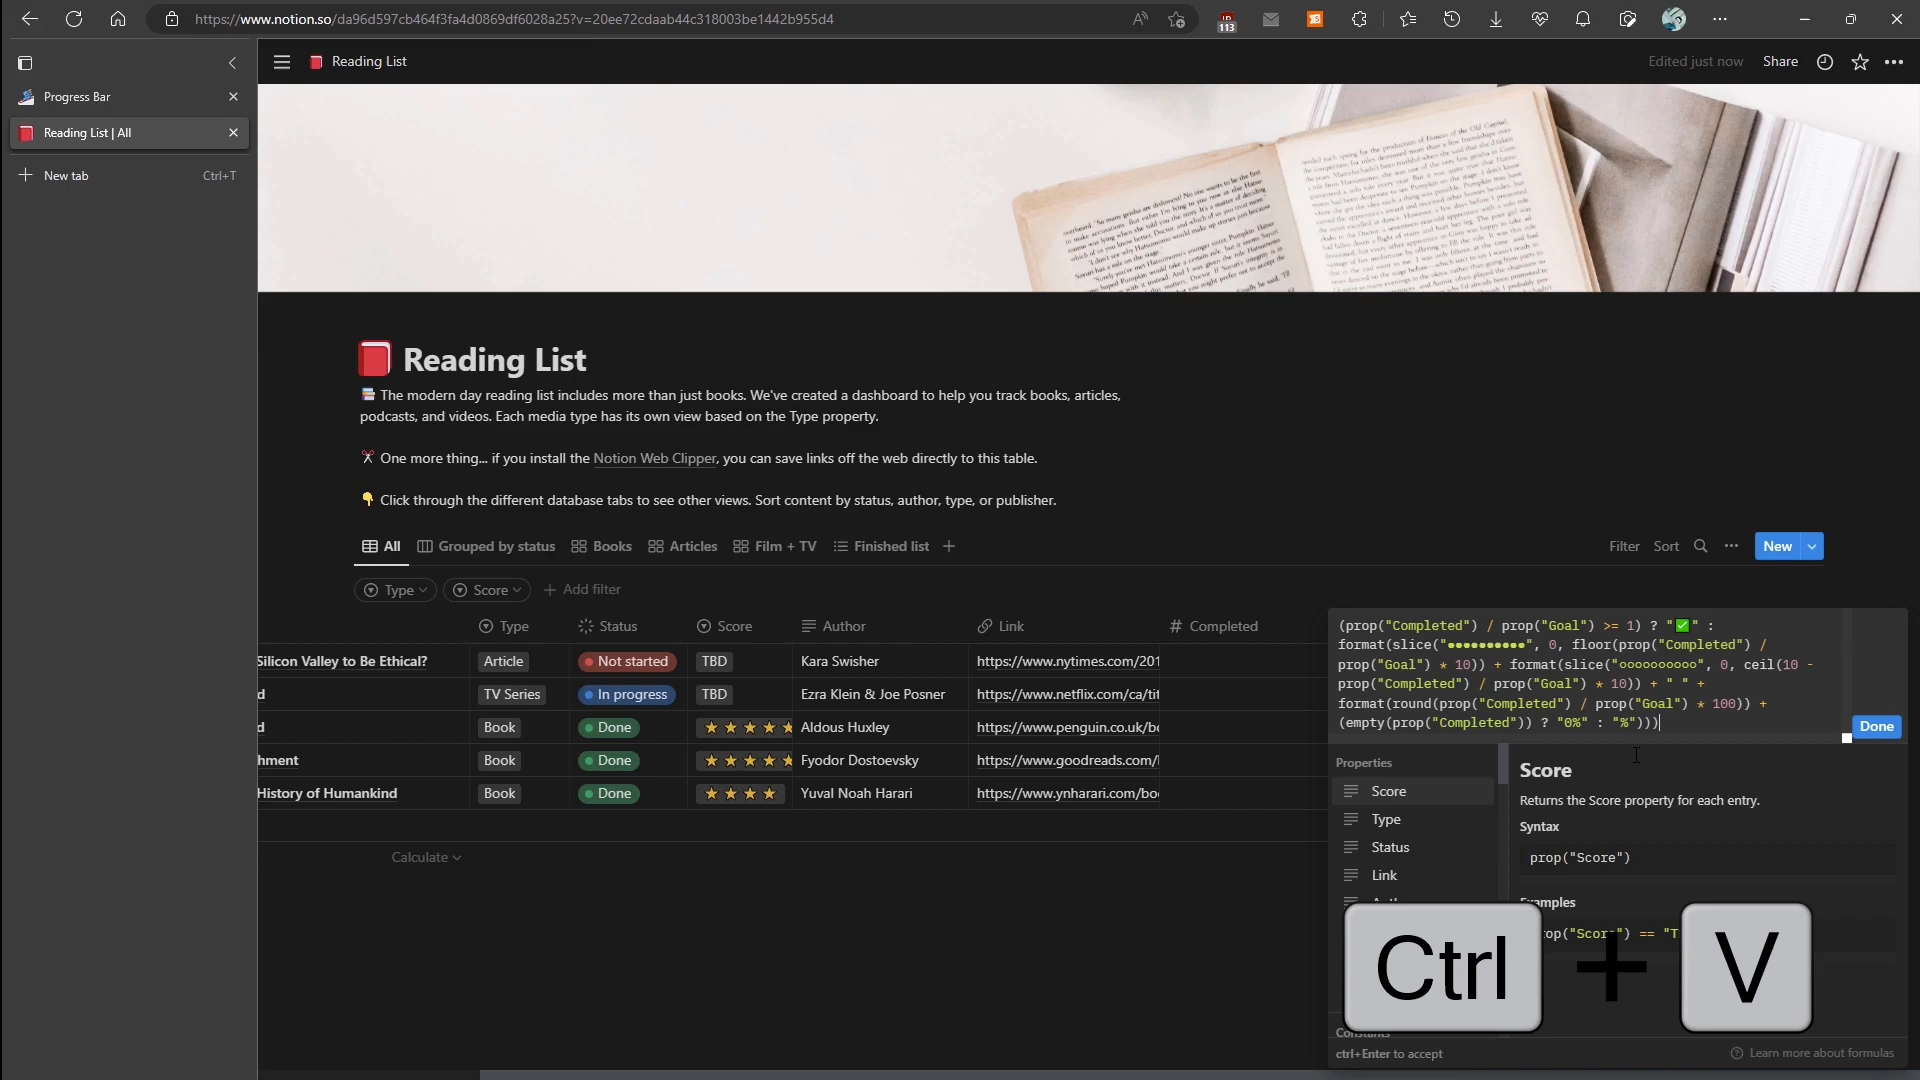 https://www.notion.so/da96d597cb464f3fa4d0869df6028a25?v=20ee72cdaab44c318003be1442b955d4
113
Reading List
Edited just now
Share
Progress Bar
Reading List | All
New tab
Ctrl+T
Reading List
The modern day reading list includes more than just books. We've created a dashboard to help you track books, articles,
podcasts, and videos. Each media type has its own view based on the Type property.
One more thing... if you install the Notion Web Clipper, you can save links off the web directly to this table.
Click through the different database tabs to see other views. Sort content by status, author, type, or publisher.
All
Grouped by status
Books
Articles
Film + TV
Finished list
Filter
Sort
New
Type
Score
Add filter
Type
Status
Score
Author
Link
# Completed
Silicon Valley to Be Ethical?
Article
Not started
TBD
Kara Swisher
https://www.nytimes.com/201
d
TV Series
In progress
TBD
Ezra Klein & Joe Posner
https://www.netflix.com/ca/tit
d
Book
Done
★★★★★
Aldous Huxley
https://www.penguin.co.uk/bo
hment
Book
Done
★★★★★
Fyodor Dostoevsky
https://www.goodreads.com/
History of Humankind
Book
Done
★★★★
Yuval Noah Harari
https://www.ynharari.com/bo
Calculate
(prop("Completed") / prop("Goal") >= 1) ? "✅" :
format(slice("●●●●●●●●●●", 0, floor(prop("Completed") /
prop("Goal") * 10)) + format(slice("○○○○○○○○○○", 0, ceil(10 -
prop("Completed") / prop("Goal") * 10)) + " " +
format(round(prop("Completed") / prop("Goal") * 100)) +
(empty(prop("Completed")) ? "0%" : "%")))
Done
Properties
Score
Type
Status
Link
Score
Returns the Score property for each entry.
Syntax
prop("Score")
Examples
op("Score") == "T
Ctrl + V
Constants
ctrl+Enter to accept
Learn more about formulas